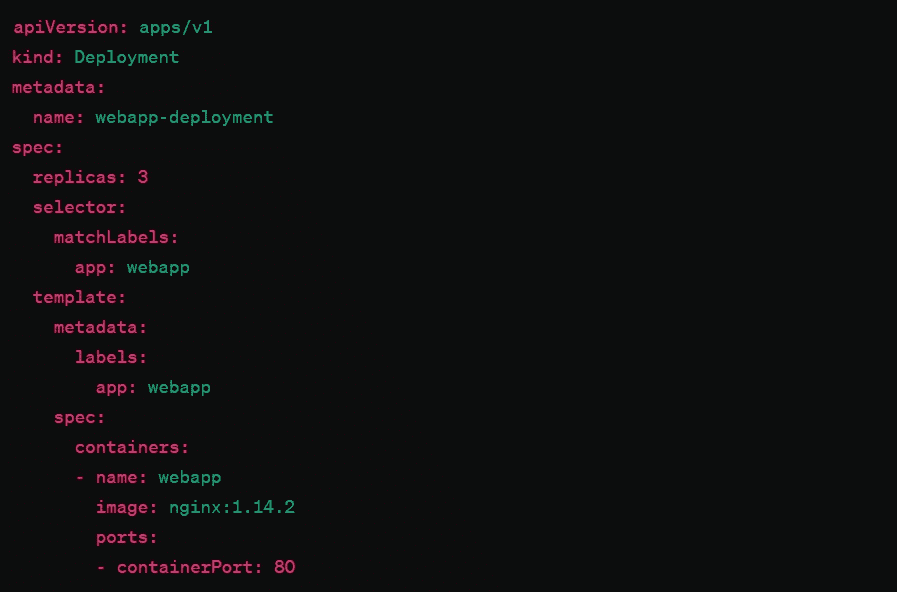 apiVersion: apps/v1
kind: Deployment
metadata:
  name: webapp-deployment
spec:
  replicas: 3
  selector:
    matchLabels:
      app: webapp
  template:
    metadata:
      labels:
        app: webapp
    spec:
      containers:
      - name: webapp
        image: nginx:1.14.2
        ports:
        - containerPort: 80